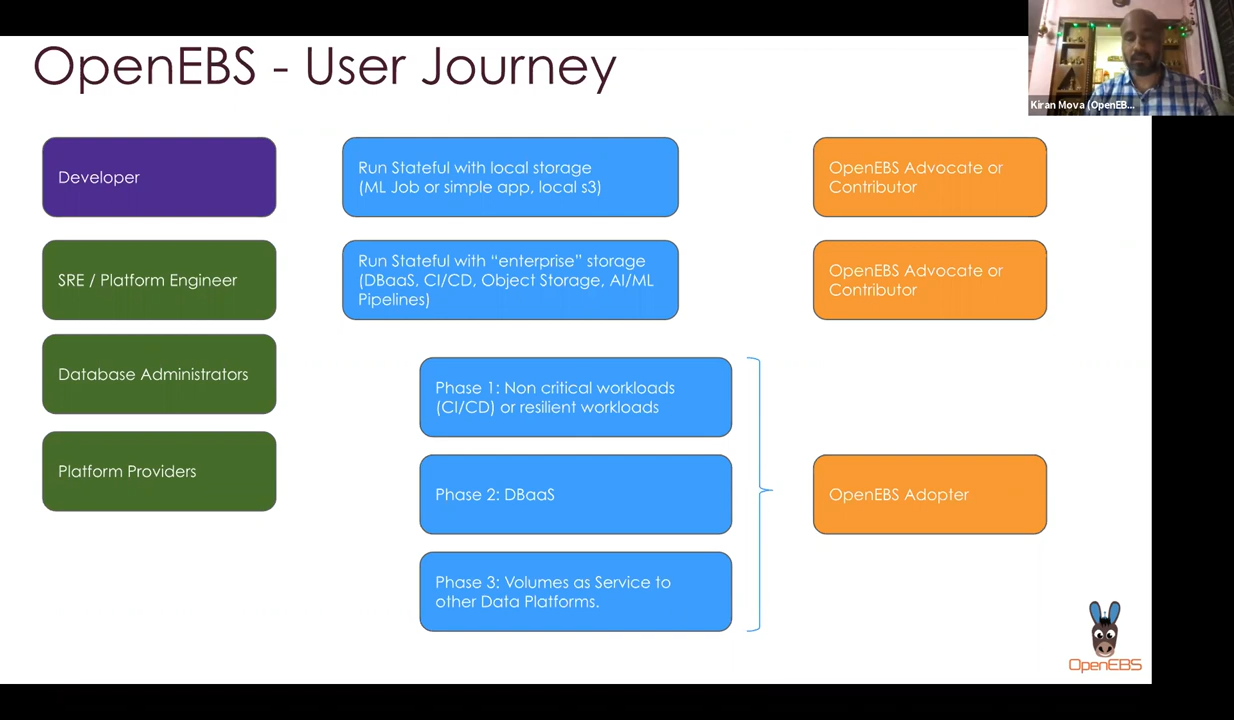 OpenEBS - User Journey
Kiran Mova (OpenEB...
Developer
Run Stateful with local storage
(ML Job or simple app, local s3)
OpenEBS Advocate or
Contributor
SRE / Platform Engineer
Run Stateful with “enterprise” storage
(DBaaS, CI/CD, Object Storage, AI/ML
Pipelines)
OpenEBS Advocate or
Contributor
Database Administrators
Platform Providers
Phase 1: Non critical workloads
(CI/CD) or resilient workloads
Phase 2: DBaaS
Phase 3: Volumes as Service to
other Data Platforms.
OpenEBS Adopter
OpenEBS